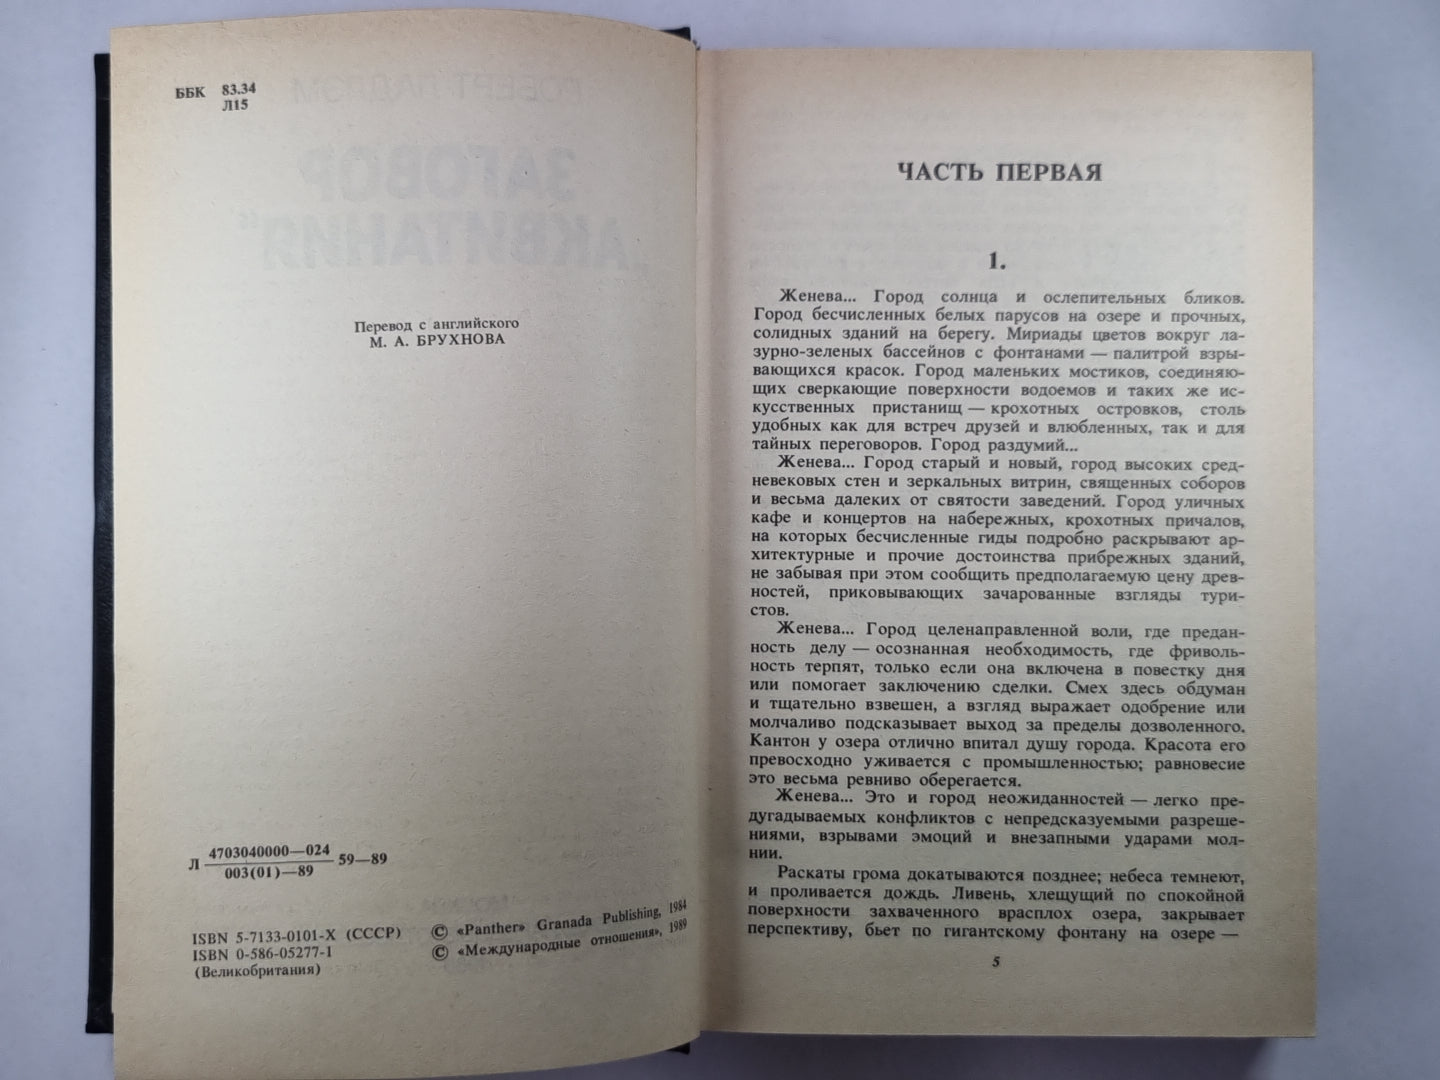 ББК 83.34
Л15
Перевод с английского
М. А. БРУХНОВА
Л 4703040000—024 59—89
003(01)—89
ISBN 5-7133-0101-X (СССР)
ISBN 0-586-05277-1
(Великобритания)
© «Panther» Granada Publishing, 1984
© «Международные отношения», 1989
ЧАСТЬ ПЕРВАЯ
1.
Женева... Город солнца и ослепительных бликов.
Город бесчисленных белых парусов на озере и прочных,
солидных зданий на берегу. Мириады цветов вокруг ла-
зурно-зеленых бассейнов с фонтанами — палитрой взры-
вающихся красок. Город маленьких мостиков, соединяю-
щих сверкающие поверхности водоемов и таких же ис-
кусственных пристанищ — крохотных островков, столь
удобных как для встреч друзей и влюбленных, так и для
тайных переговоров. Город раздумий...
Женева... Город старый и новый, город высоких сред-
невековых стен и зеркальных витрин, священных соборов
и весьма далеких от святости заведений. Город уличных
кафе и концертов на набережных, крохотных причалов,
на которых бесчисленные гиды подробно раскрывают ар-
хитектурные и прочие достоинства прибрежных зданий,
не забывая при этом сообщить предполагаемую цену древ-
ностей, приковывающих зачарованные взгляды тури-
стов.
Женева... Город целенаправленной воли, где предан-
ность делу — осознанная необходимость, где фриволь-
ность терпят, только если она включена в повестку дня
или помогает заключению сделки. Смех здесь обдуман
и тщательно взвешен, а взгляд выражает одобрение или
молчаливо подсказывает выход за пределы дозволенного.
Кантон у озера отлично впитал душу города. Красота его
превосходно уживается с промышленностью; равновесие
это весьма ревниво оберегается.
Женева... Это и город неожиданностей — легко пре-
дугадываемых конфликтов с непредсказуемыми разреше-
ниями, взрывами эмоций и внезапными ударами мол-
нии.
Раскаты грома докатываются позднее; небеса темнеют,
и проливается дождь. Ливень, хлещущий по спокойной
поверхности захваченного врасплох озера, закрывает
перспективу, бьет по гигантскому фонтану на озере —
5